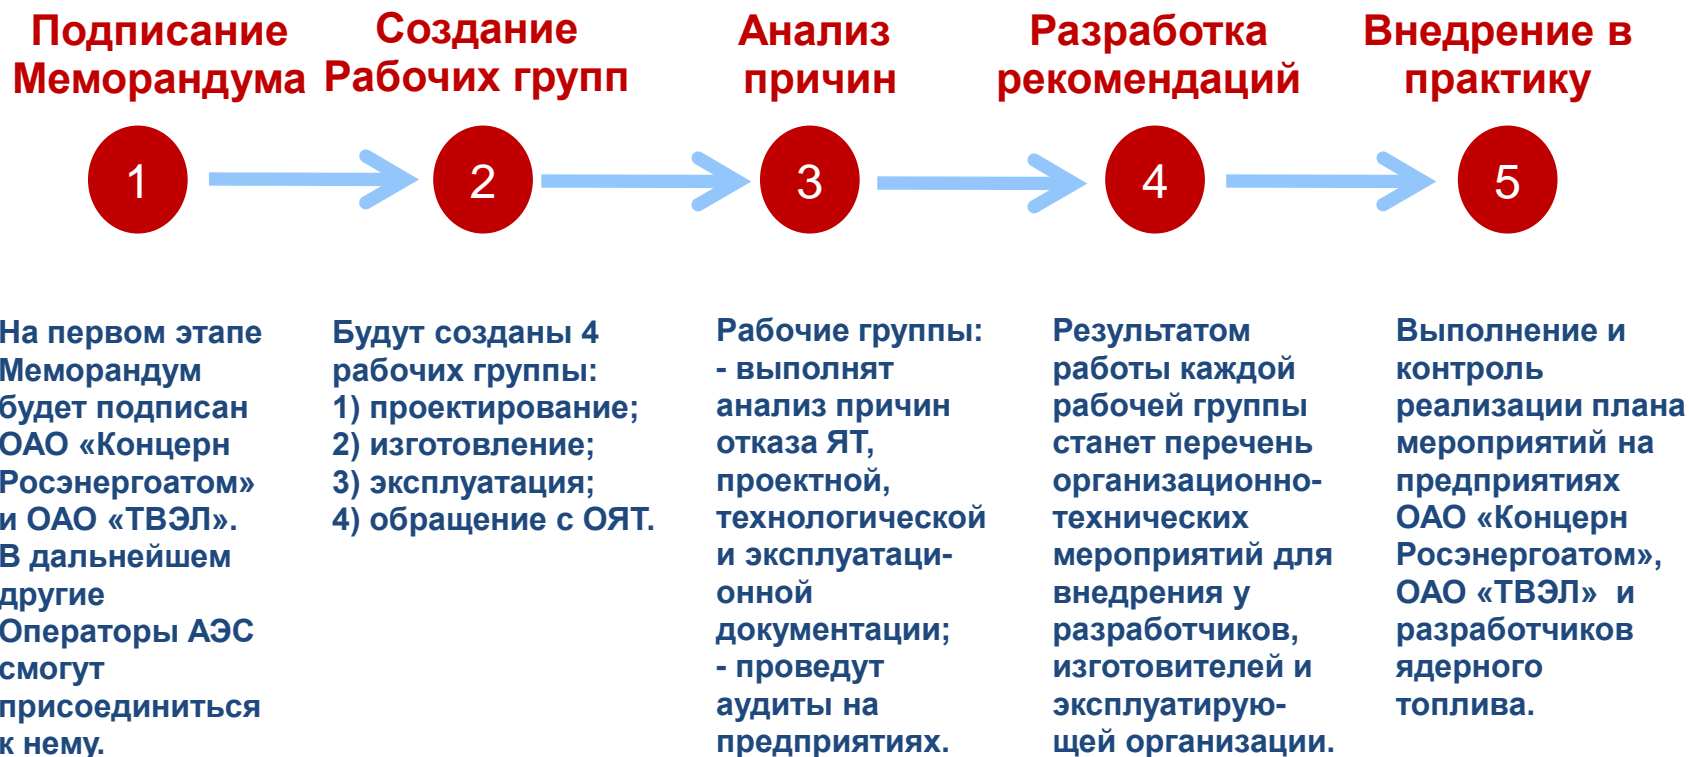 Подписание
Меморандума
Создание
Рабочих групп
Анализ
причин
Разработка
рекомендаций
Внедрение в
практику
1
2
3
4
5
На первом этапе
Меморандум
будет подписан
ОАО «Концерн
Росэнергоатом»
и ОАО «ТВЭЛ».
В дальнейшем
другие
Операторы АЭС
смогут
присоединиться
к нему.
Будут созданы 4
рабочих группы:
1) проектирование;
2) изготовление;
3) эксплуатация;
4) обращение с ОЯТ.
Рабочие группы:
- выполнят
анализ причин
отказа ЯТ,
проектной,
технологической
и эксплуатаци-
онной
документации;
- проведут
аудиты на
предприятиях.
Результатом
работы каждой
рабочей группы
станет перечень
организационно-
технических
мероприятий для
внедрения у
разработчиков,
изготовителей и
эксплуатирую-
щей организации.
Выполнение и
контроль
реализации плана
мероприятий на
предприятиях
ОАО «Концерн
Росэнергоатом»,
ОАО «ТВЭЛ» и
разработчиков
ядерного
топлива.